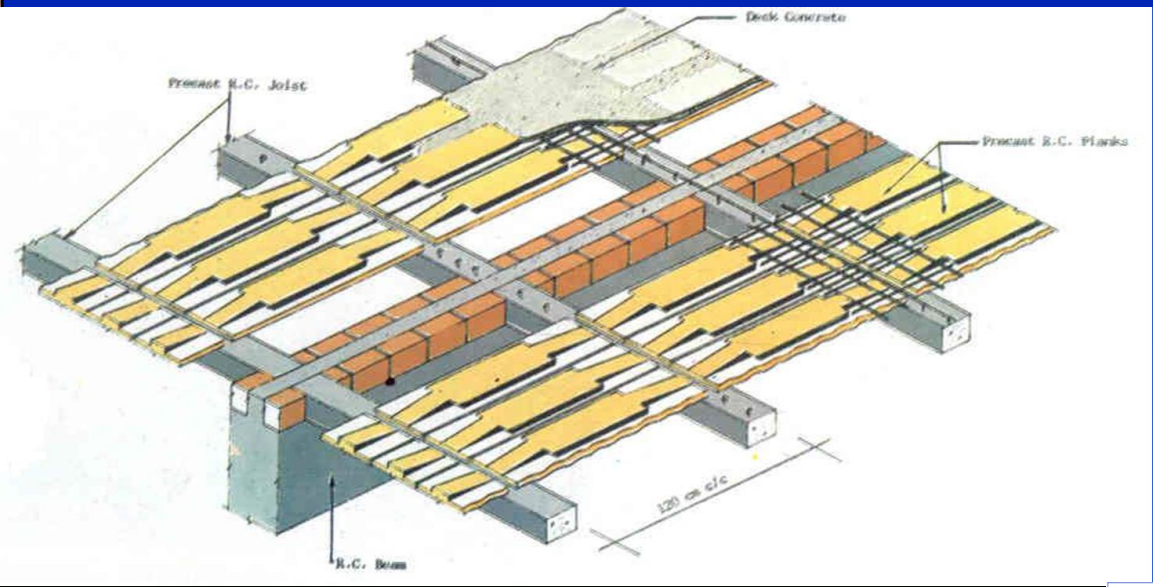 Deck Concrete
Precast R.C. Joist
Precast R.C. Planks
120 cm c/c
R.C. Beam